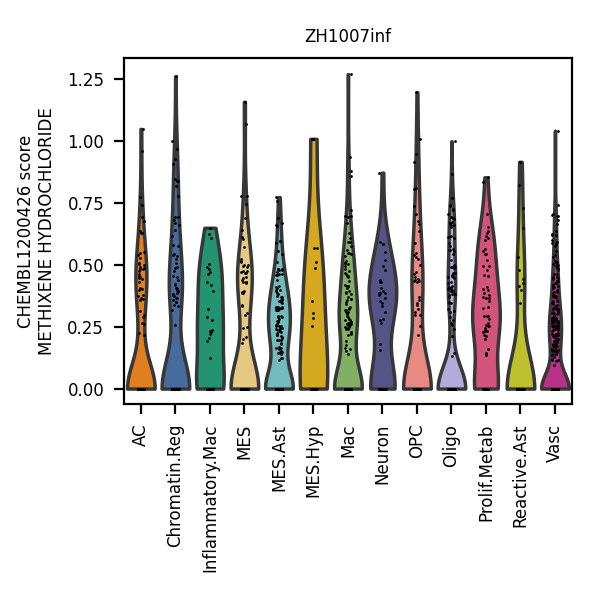 ZH1007inf
CHEMBL1200426 score
METHIXENE HYDROCHLORIDE
1.25
1.00
0.75
0.50
0.25
0.00
AC
Chromatin.Reg
Inflammatory.Mac
MES
MES.Ast
MES.Hyp
Mac
Neuron
OPC
Oligo
Prolif.Metab
Reactive.Ast
Vasc